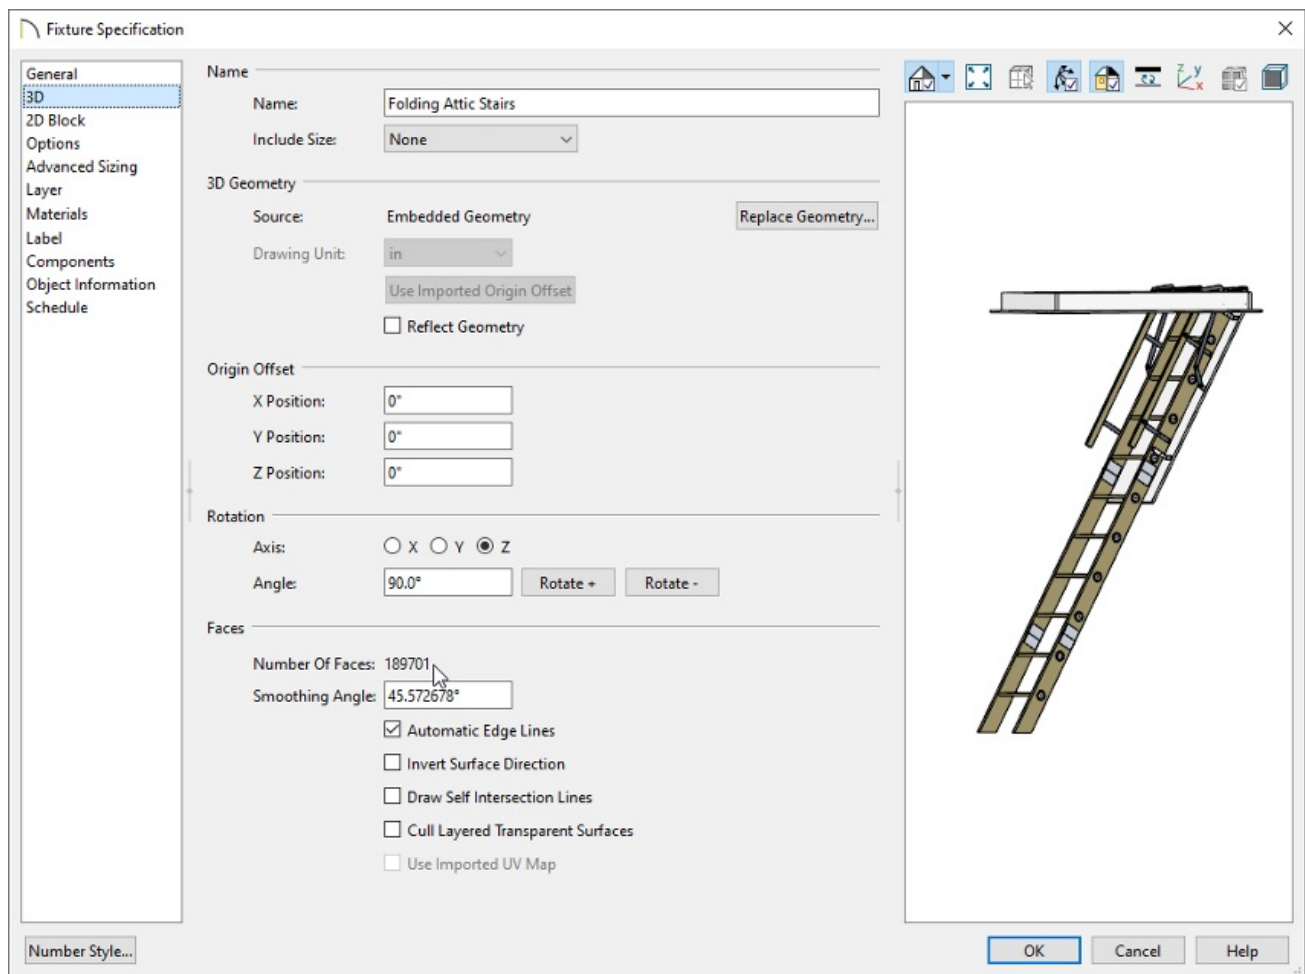 Fixture Specification
General
3D
2D Block
Options
Advanced Sizing
Layer
Materials
Label
Components
Object Information
Schedule
Name
Name: Folding Attic Stairs
Include Size: None
3D Geometry
Source: Embedded Geometry Replace Geometry...
Drawing Unit: in
Use Imported Origin Offset
Reflect Geometry
Origin Offset
X Position: 0"
Y Position: 0"
Z Position: 0"
Rotation
Axis: X Y Z
Angle: 90.0° Rotate + Rotate -
Faces
Number Of Faces: 189701
Smoothing Angle: 45.572678°
Automatic Edge Lines
Invert Surface Direction
Draw Self Intersection Lines
Cull Layered Transparent Surfaces
Use Imported UV Map
z y x
Number Style... OK Cancel Help